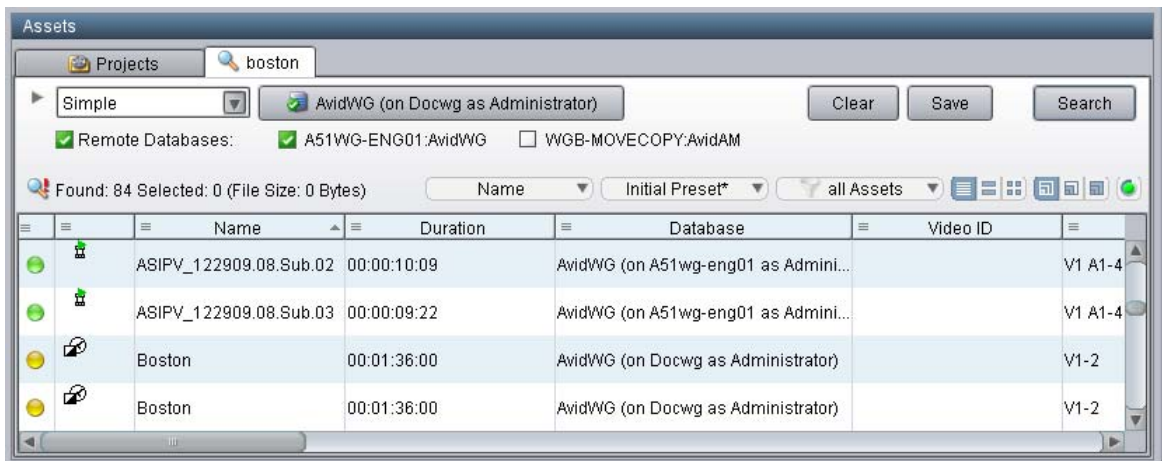 Assets
Projects
boston
Simple
AvidWG (on Docwg as Administrator)
Clear
Save
Search
Remote Databases:
A51WG-ENG01:AvidWG
WGB-MOVECOPY:AvidAM
Found: 84 Selected: 0 (File Size: 0 Bytes)
Name
Initial Preset*
all Assets
Name Duration Database Video ID
ASIPV_122909.08.Sub.02 00:00:10:09 AvidWG (on A51wg-eng01 as Admini... V1 A1-4
ASIPV_122909.08.Sub.03 00:00:09:22 AvidWG (on A51wg-eng01 as Admini... V1 A1-4
Boston 00:01:36:00 AvidWG (on Docwg as Administrator) V1-2
Boston 00:01:36:00 AvidWG (on Docwg as Administrator) V1-2